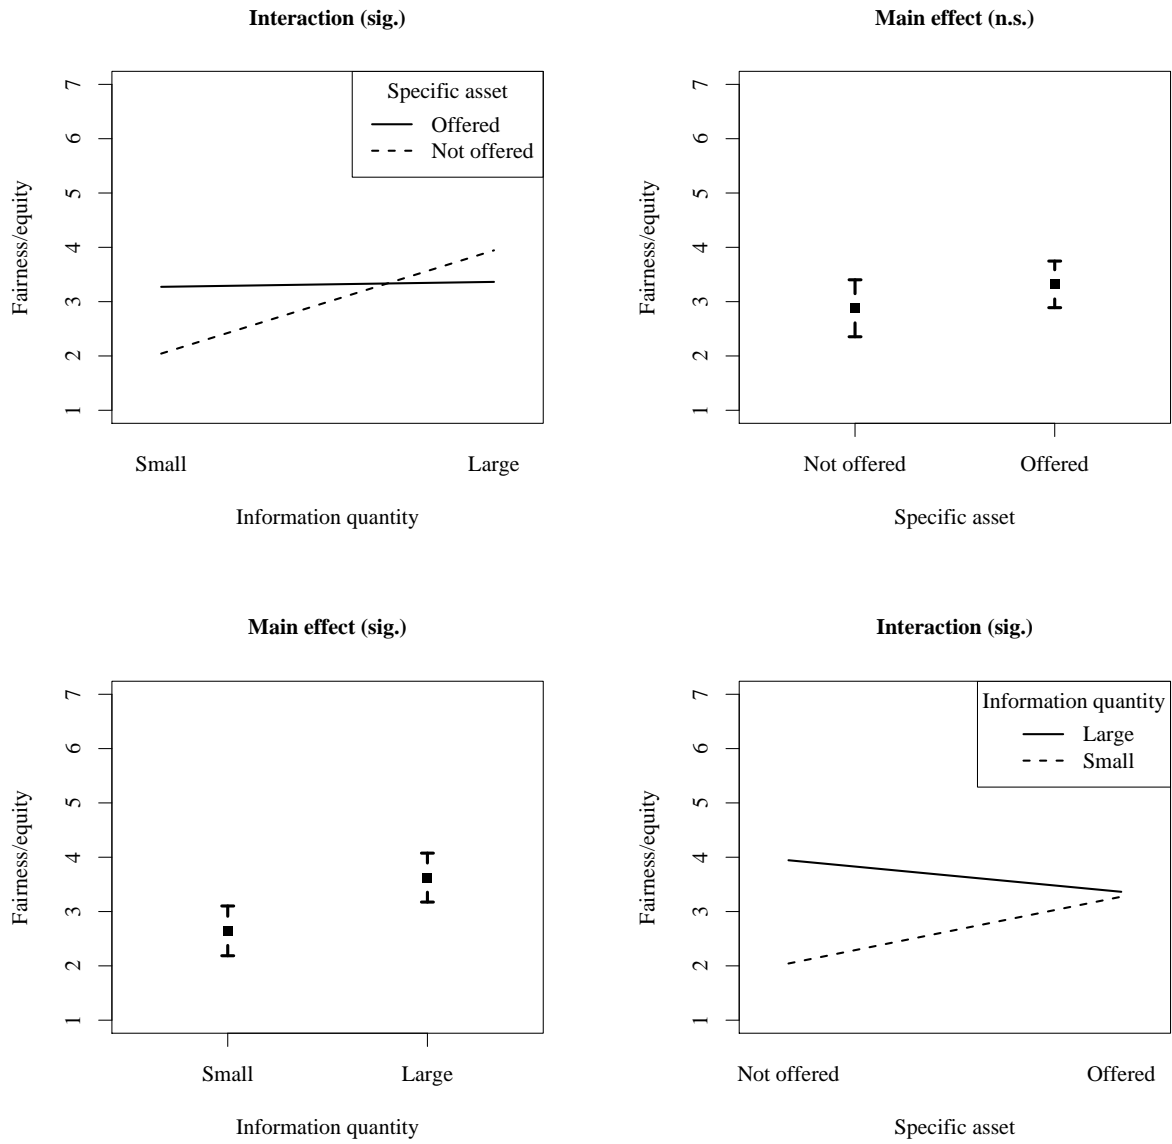 Interaction (sig.)
Fairness/equity
7
6
5
4
3
2
1
Specific asset
Offered
Not offered
Small Large
Information quantity
Main effect (n.s.)
Fairness/equity
7
6
5
4
3
2
1
Not offered Offered
Specific asset
Main effect (sig.)
Fairness/equity
7
6
5
4
3
2
1
Small Large
Information quantity
Interaction (sig.)
Fairness/equity
7
6
5
4
3
2
1
Information quantity
Large
Small
Not offered Offered
Specific asset